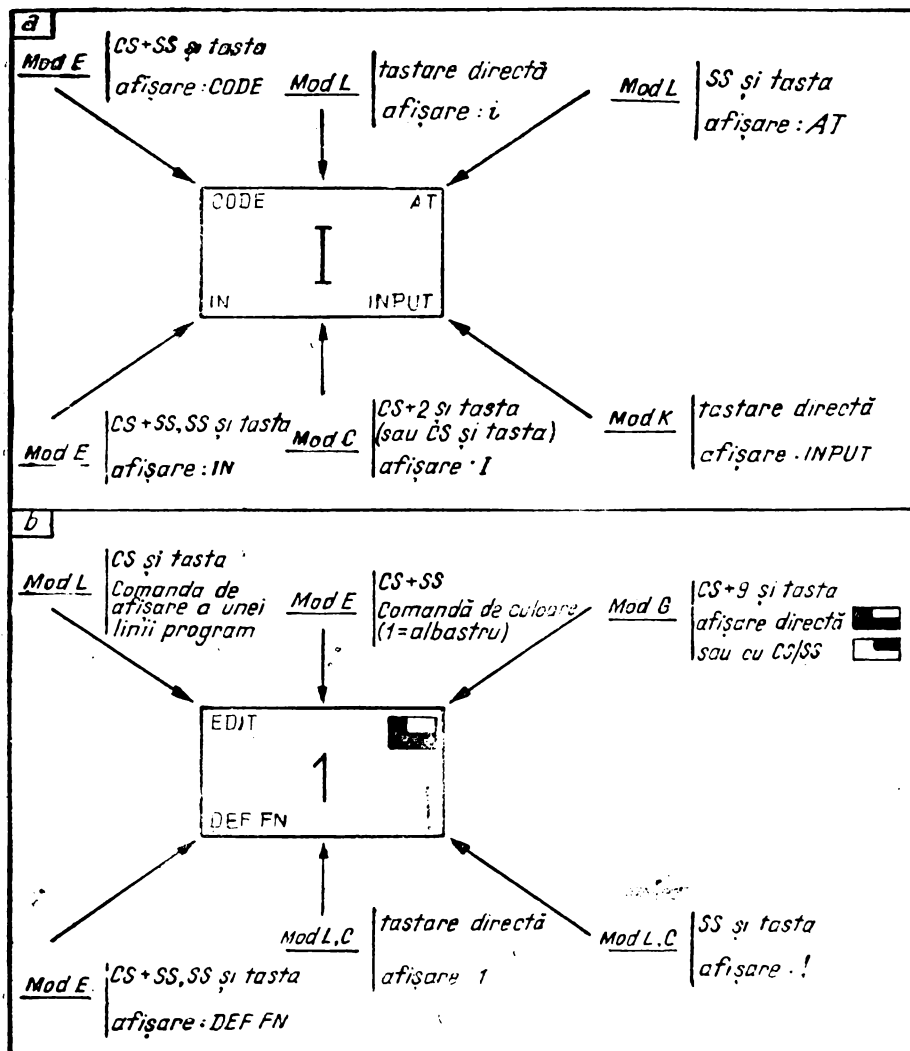 a
Mod E
CS+SS și tasta
afișare : CODE
Mod L
tastare directă
afișare : i
Mod L
SS și tasta
afișare : AT
CODE
AT
I
IN
INPUT
Mod E
CS+SS, SS și tasta
afișare : IN
Mod C
CS+2 și tasta
(sau CS și tasta)
afișare · I
Mod K
tastare directă
afișare . INPUT
b
Mod L
CS și tasta
Comanda de
afișare a unei
linii program
Mod E
CS+SS
Comandă de culoare
(1=albastru)
Mod G
CS+9 și tasta
afișare directă
sau cu CS/SS
EDIT
1
DEF FN
!
Mod E
CS+SS, SS și tasta
afișare : DEF FN
Mod L, C
tastare directă
afișare 1
Mod L, C
SS și tasta
afișare . !